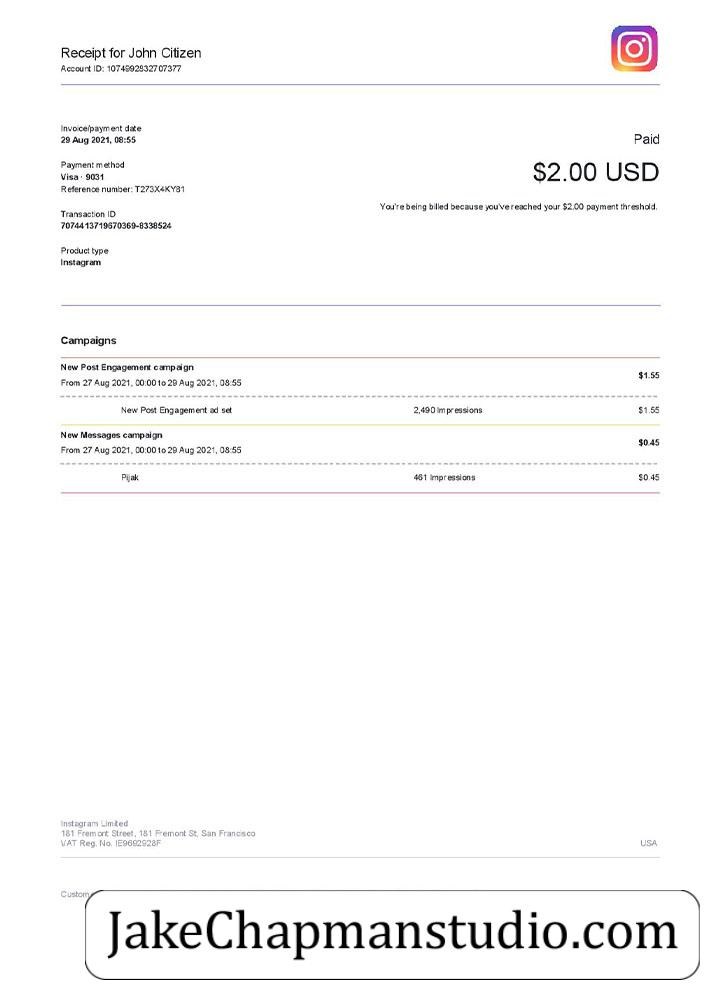 Receipt for John Citizen
Account ID: 1074992832707377
Invoice/payment date
29 Aug 2021, 08:55
Paid
Payment method
Visa · 9031
Reference number: T273X4KY81
$2.00 USD
You're being billed because you've reached your $2.00 payment threshold.
Transaction ID
7074413719670369-8338524
Product type
Instagram
Campaigns
New Post Engagement campaign
From 27 Aug 2021, 00:00 to 29 Aug 2021, 08:55
$1.55
New Post Engagement ad set 2,490 Impressions $1.55
New Messages campaign
From 27 Aug 2021, 00:00 to 29 Aug 2021, 08:55
$0.45
Pijak 461 Impressions $0.45
Instagram Limited
181 Fremont Street, 181 Fremont St, San Francisco
VAT Reg. No. IE9692928F USA
JakeChapmanstudio.com